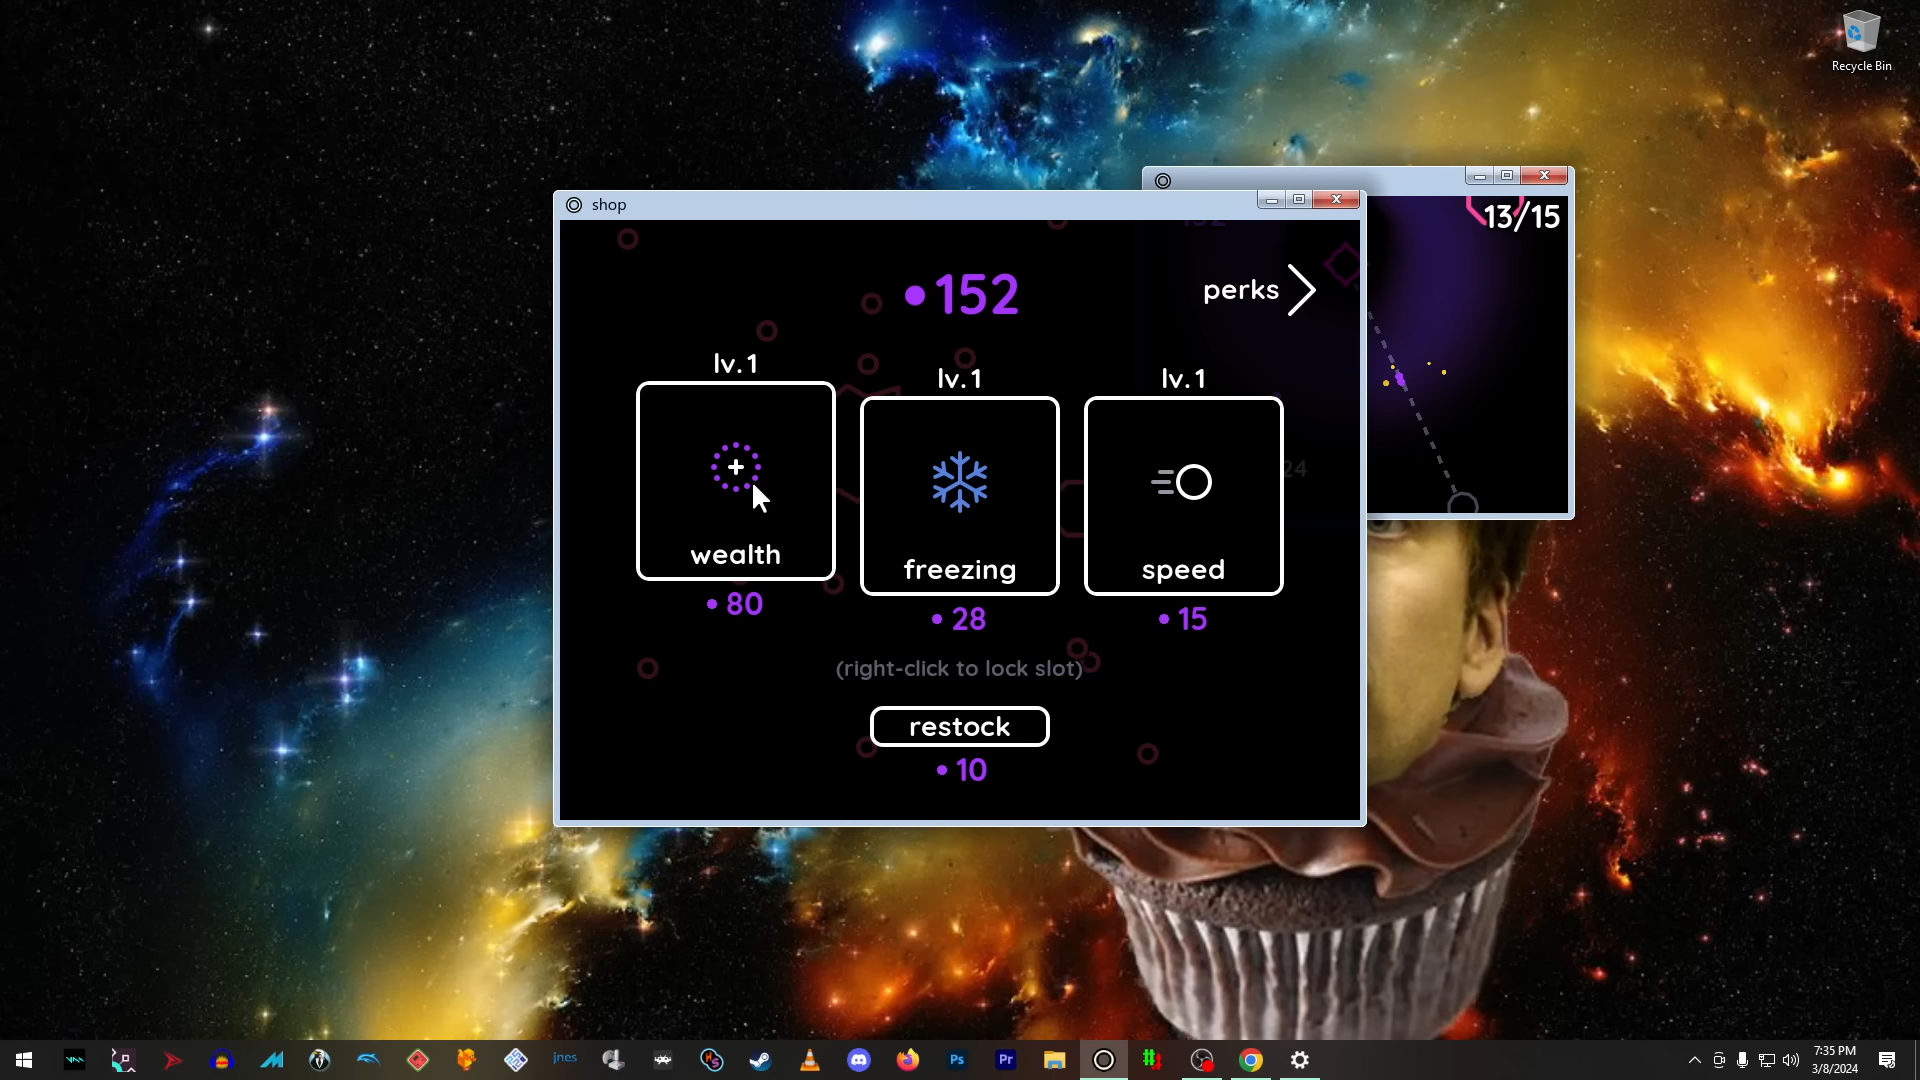 Recycle Bin
shop
13/15
152
perks
lv.1
lv.1
lv.1
24
wealth
freezing
speed
80
28
15
(right-click to lock slot)
restock
10
jnes
Ps
Pr
7:35 PM
3/8/2024